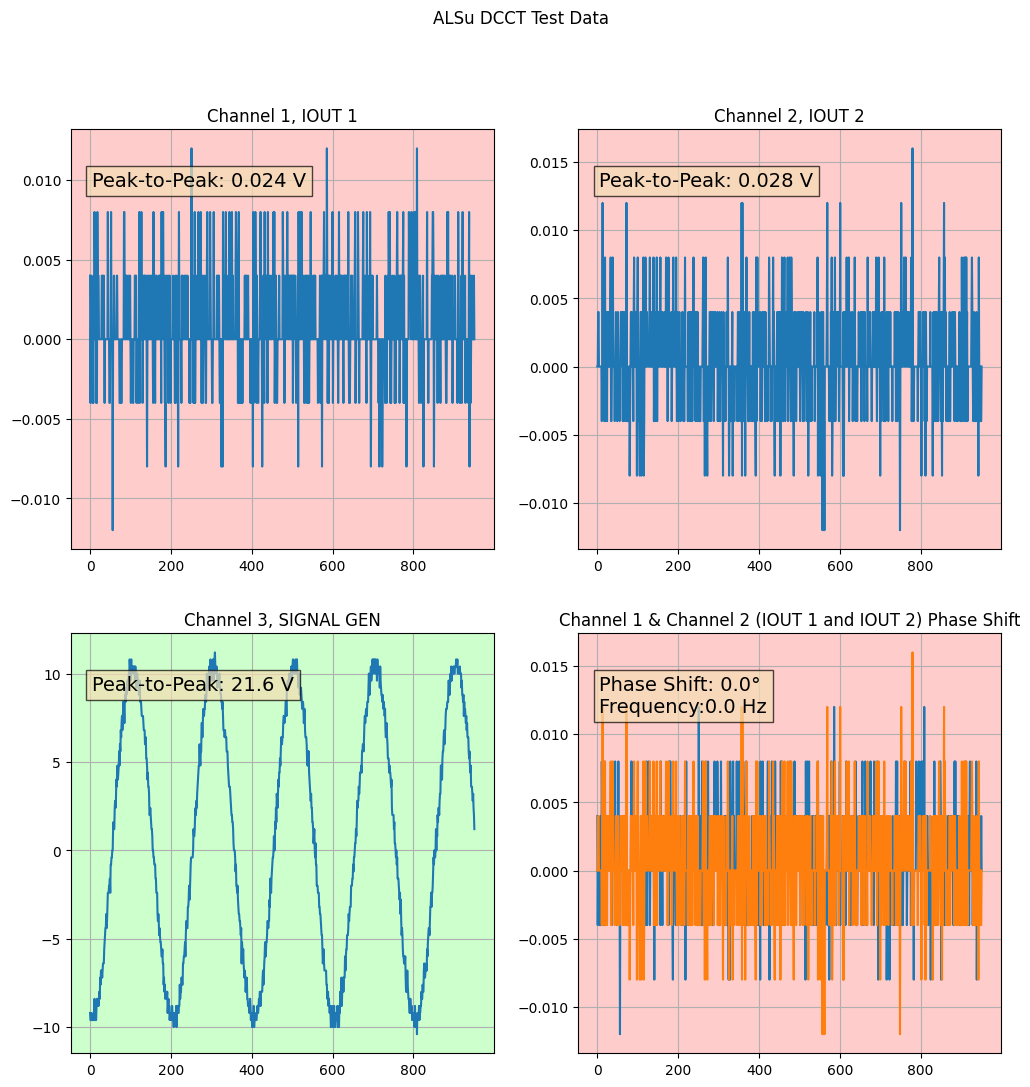 ALSu DCCT Test Data
Channel 1, IOUT 1
Peak-to-Peak: 0.024 V
0.010
0.005
0.000
−0.005
−0.010
0 200 400 600 800
Channel 2, IOUT 2
Peak-to-Peak: 0.028 V
0.015
0.010
0.005
0.000
−0.005
−0.010
0 200 400 600 800
Channel 3, SIGNAL GEN
Peak-to-Peak: 21.6 V
10
5
0
−5
−10
0 200 400 600 800
Channel 1 & Channel 2 (IOUT 1 and IOUT 2) Phase Shift
Phase Shift: 0.0°
Frequency:0.0 Hz
0.015
0.010
0.005
0.000
−0.005
−0.010
0 200 400 600 800